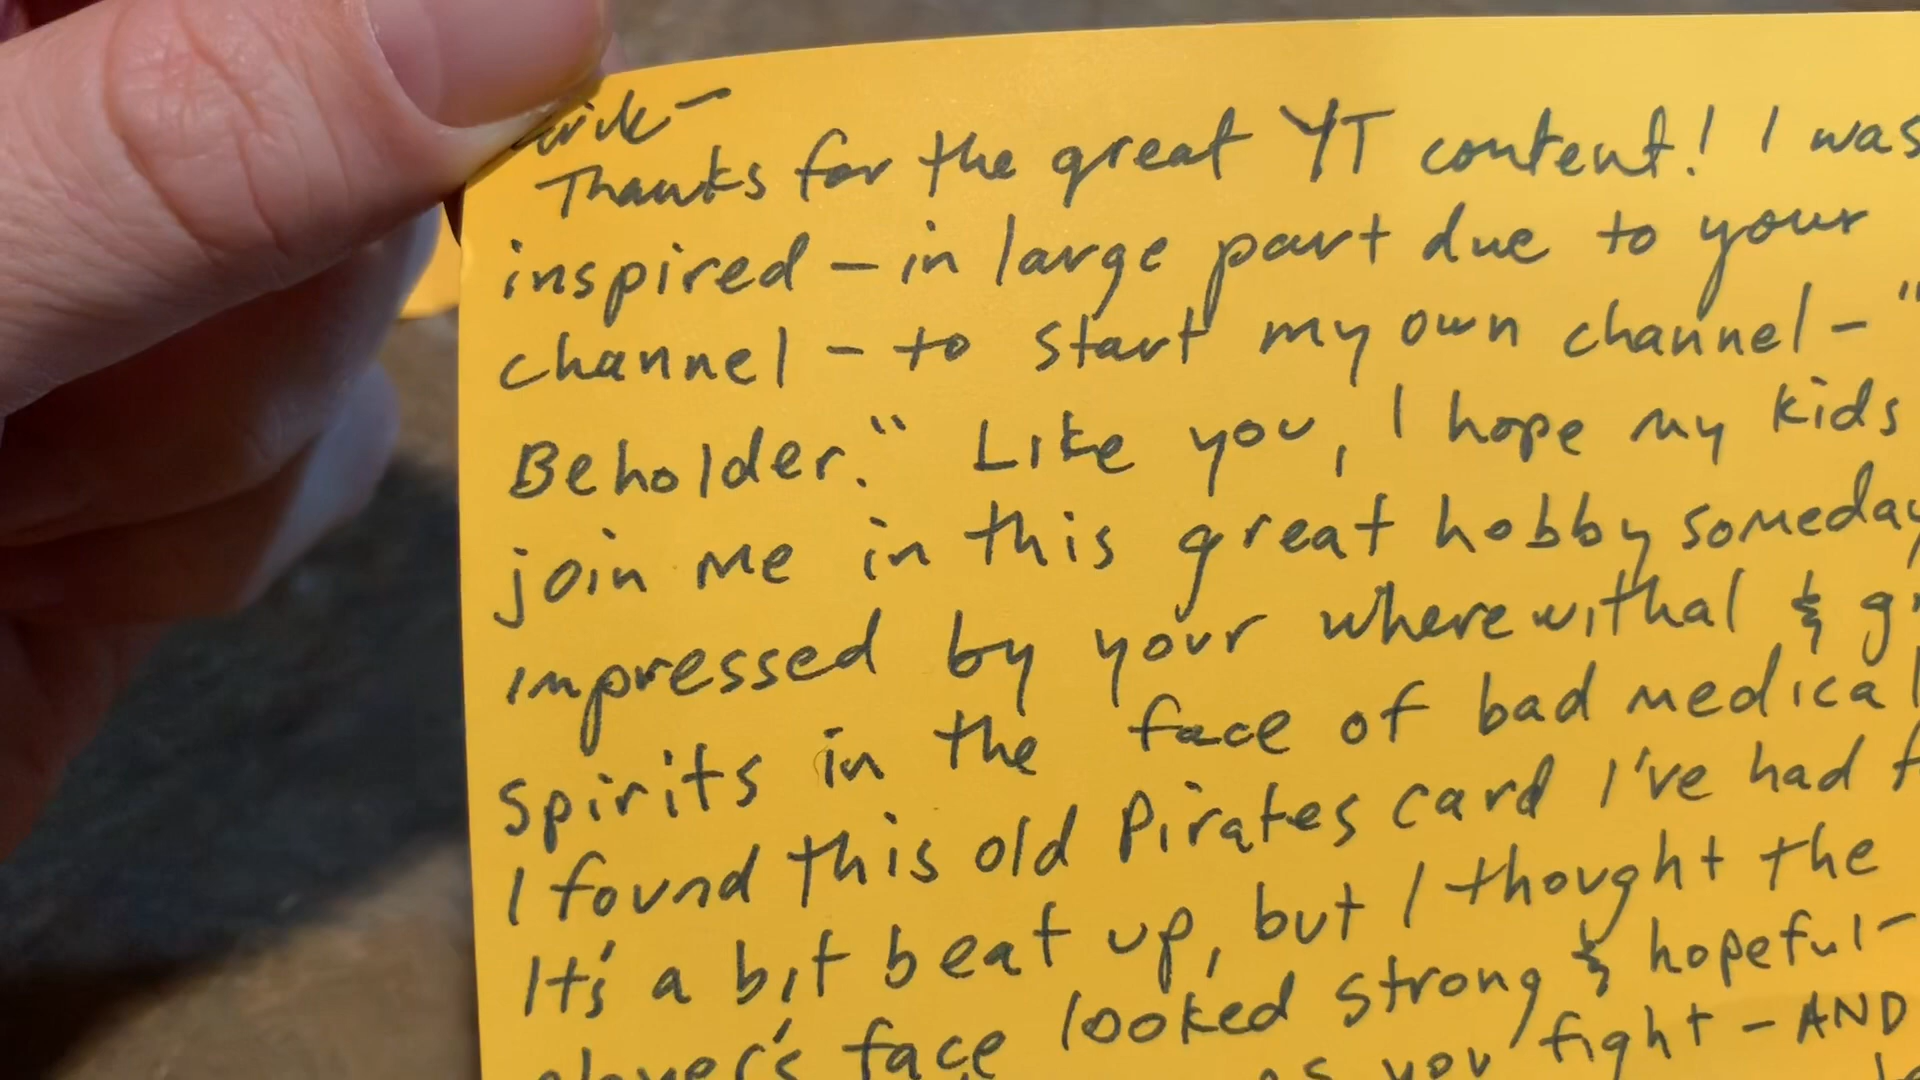 Thanks for the great YT content! I was
inspired – in large part due to your
channel – to start my own channel – "
Beholder." Like you, I hope my kids
join me in this great hobby someday
impressed by your wherewithal &
spirits in the face of bad medical
I found this old Pirates card I've had
It's a bit beat up, but I thought the
face looked strong & hopeful –
as you fight – AND